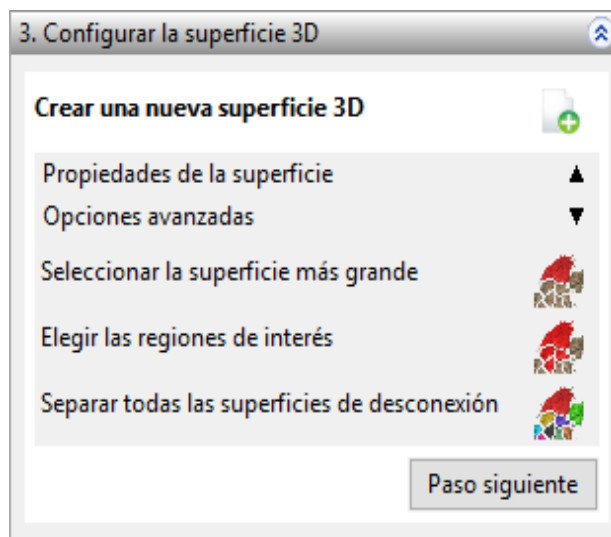 3. Configurar la superficie 3D
Crear una nueva superficie 3D
Propiedades de la superficie
Opciones avanzadas
Seleccionar la superficie más grande
Elegir las regiones de interés
Separar todas las superficies de desconexión
Paso siguiente